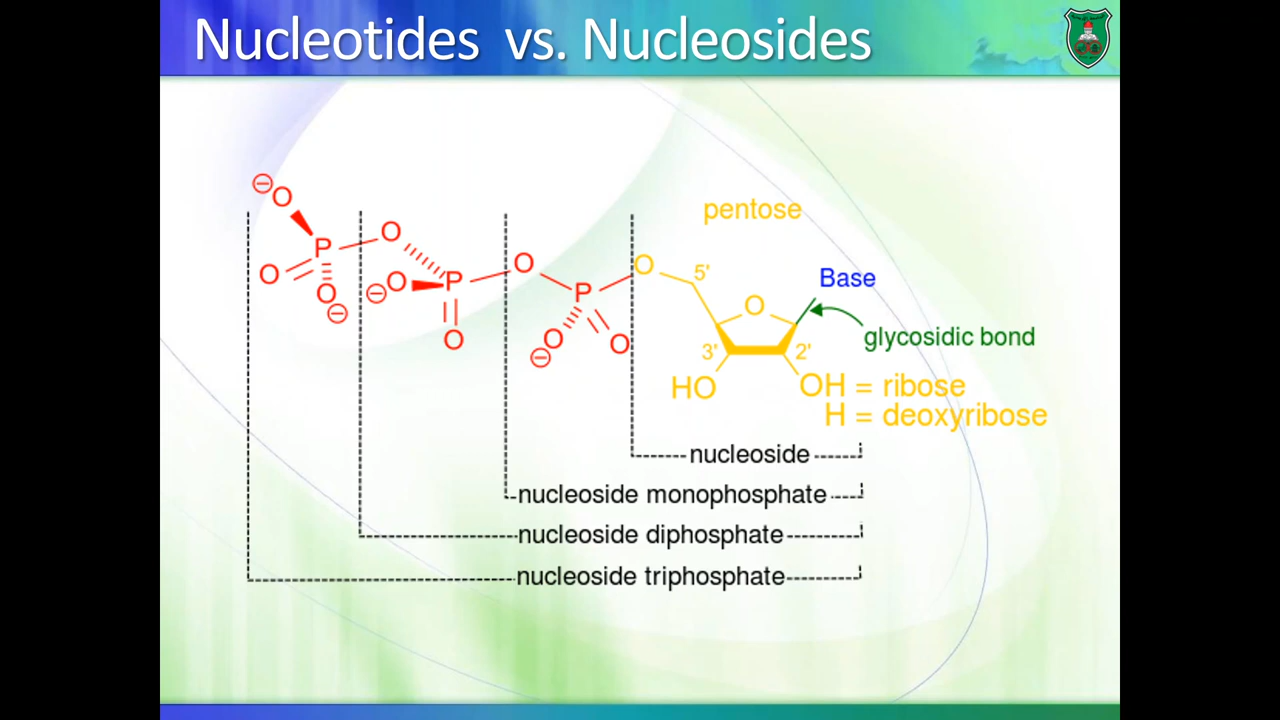 Nucleotides vs. Nucleosides
pentose
⊖
O
P
O
O
O
⊖
⊖
O
P
O
O
P
O
⊖
O
O
5'
Base
O
glycosidic bond
3'
2'
HO
OH = ribose
H = deoxyribose
nucleoside
nucleoside monophosphate
nucleoside diphosphate
nucleoside triphosphate